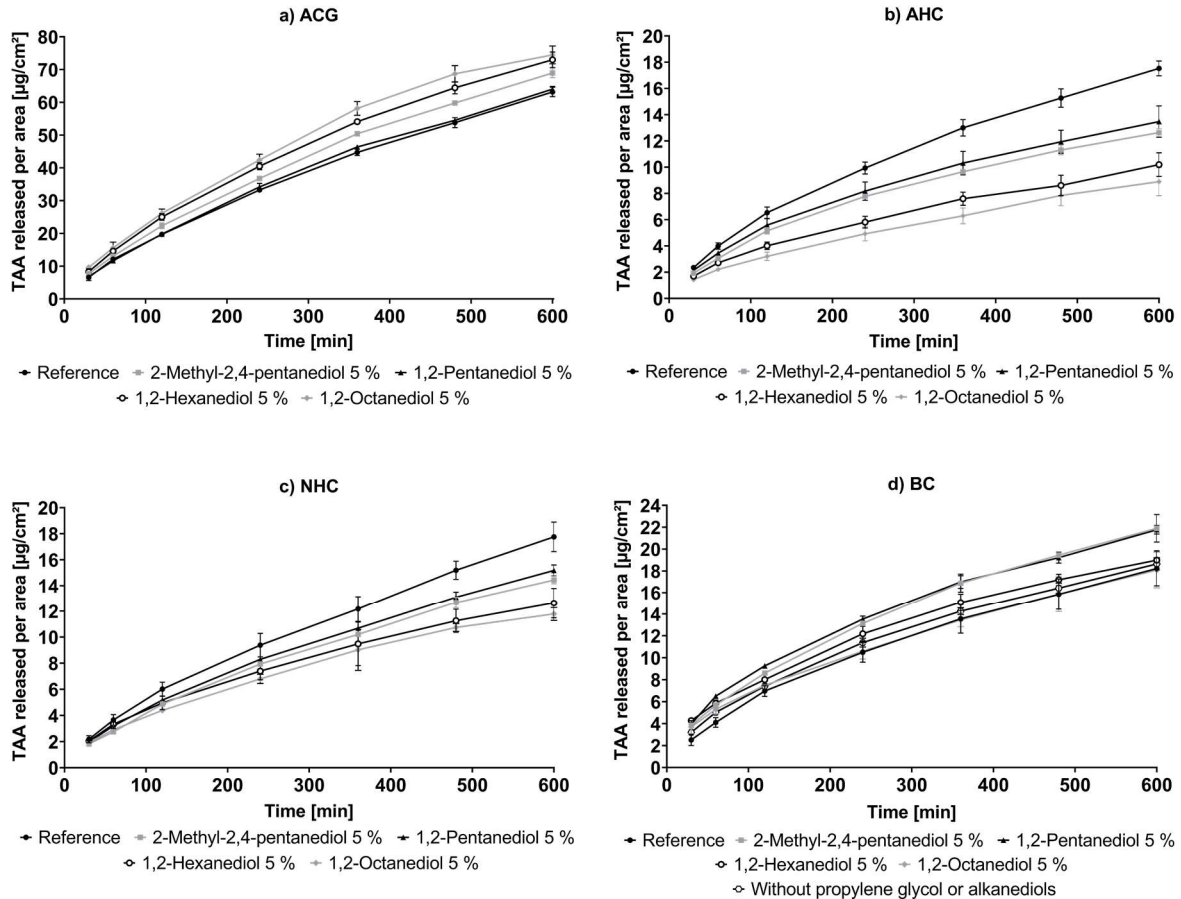 a) ACG
TAA released per area [µg/cm²]
80
70
60
50
40
30
20
10
0
0 100 200 300 400 500 600
Time [min]
Reference 2-Methyl-2,4-pentanediol 5 % 1,2-Pentanediol 5 %
1,2-Hexanediol 5 % 1,2-Octanediol 5 %
b) AHC
TAA released per area [µg/cm²]
20
18
16
14
12
10
8
6
4
2
0
0 100 200 300 400 500 600
Time [min]
Reference 2-Methyl-2,4-pentanediol 5 % 1,2-Pentanediol 5 %
1,2-Hexanediol 5 % 1,2-Octanediol 5 %
c) NHC
TAA released per area [µg/cm²]
20
18
16
14
12
10
8
6
4
2
0
0 100 200 300 400 500 600
Time [min]
Reference 2-Methyl-2,4-pentanediol 5 % 1,2-Pentanediol 5 %
1,2-Hexanediol 5 % 1,2-Octanediol 5 %
d) BC
TAA released per area [µg/cm²]
24
22
20
18
16
14
12
10
8
6
4
2
0
0 100 200 300 400 500 600
Time [min]
Reference 2-Methyl-2,4-pentanediol 5 % 1,2-Pentanediol 5 %
1,2-Hexanediol 5 % 1,2-Octanediol 5 %
Without propylene glycol or alkanediols